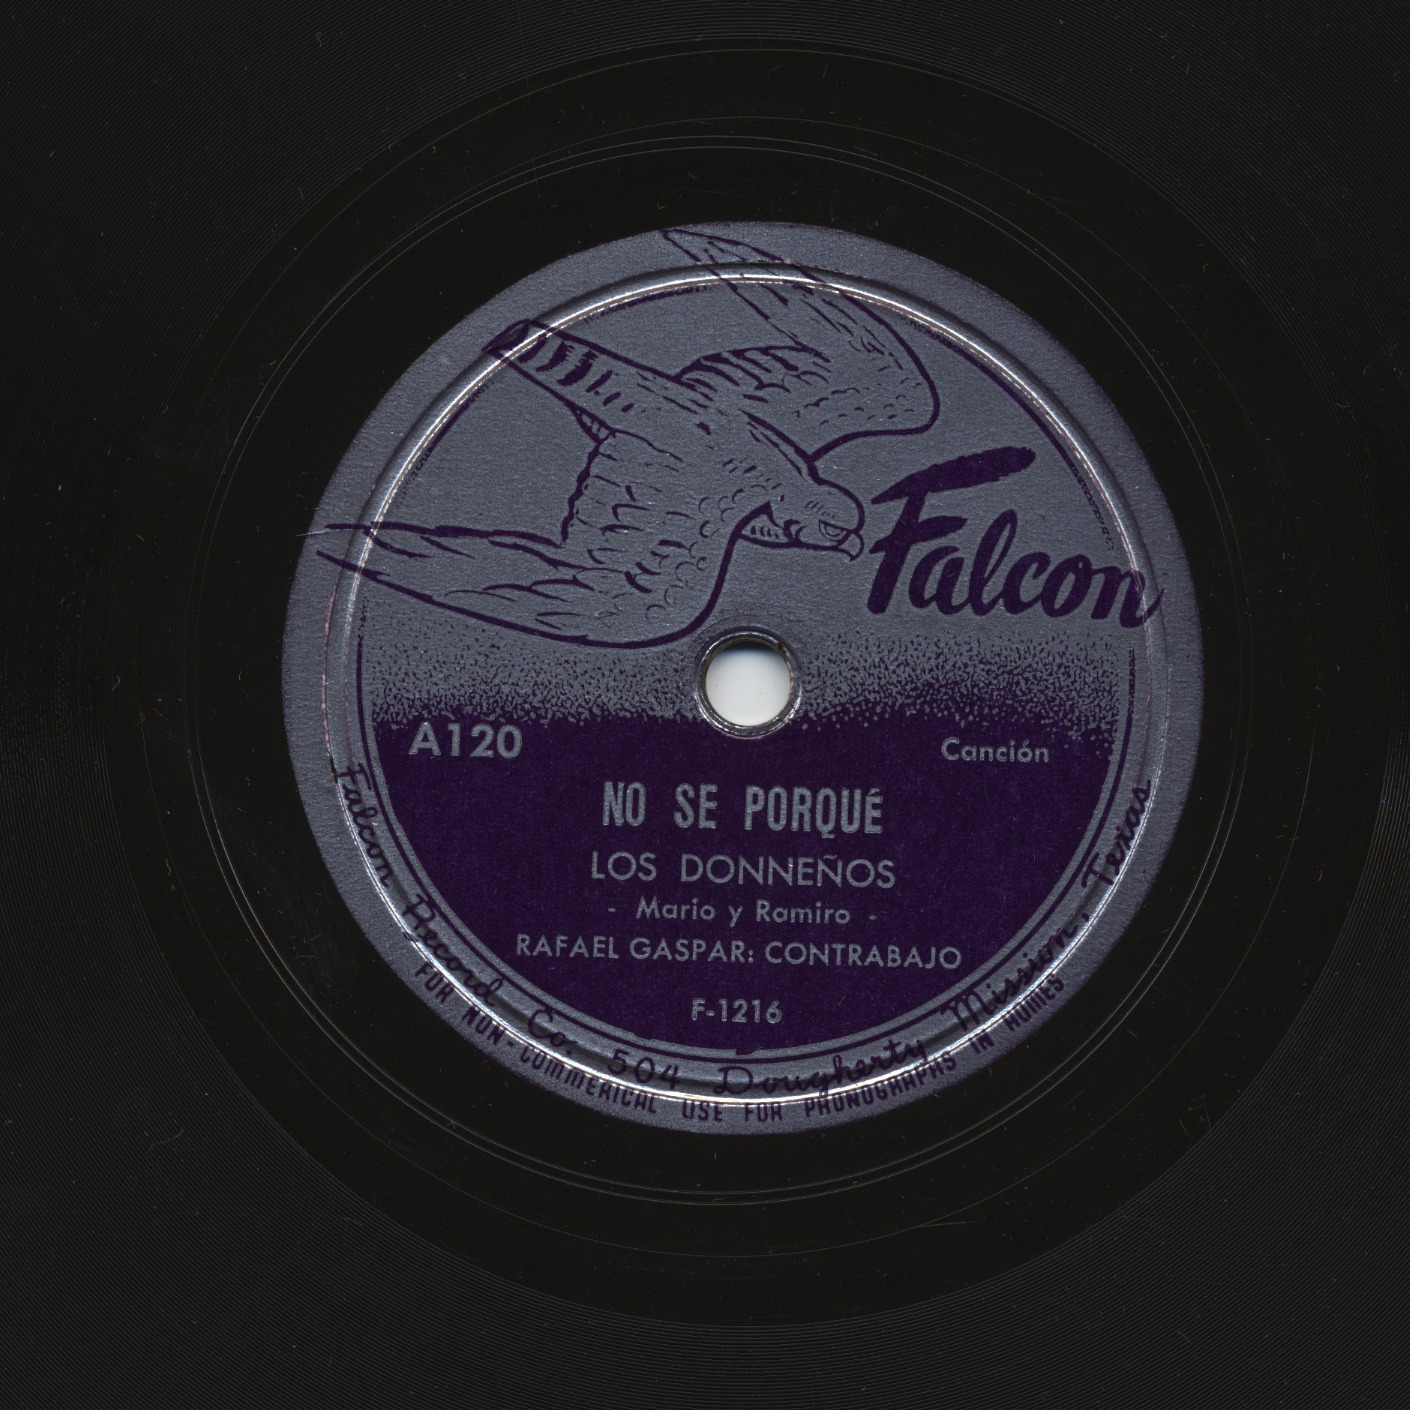 Falcon
A120
Canción
NO SE PORQUÉ
LOS DONNEÑOS
- Mario y Ramiro -
RAFAEL GASPAR: CONTRABAJO
F-1216
Falcon Record Co. 504 Dougherty Mission, Texas
FOR NON-COMMERICAL USE FOR PHONOGRAPHS IN HOMES